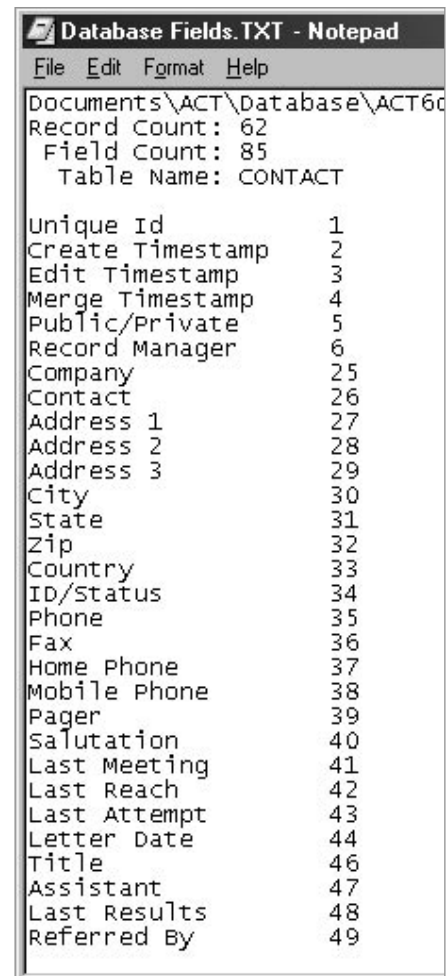 Database Fields.TXT - Notepad
File Edit Format Help
Documents\ACT\Database\ACT6d
Record Count: 62
Field Count: 85
Table Name: CONTACT
Unique Id 1
Create Timestamp 2
Edit Timestamp 3
Merge Timestamp 4
Public/Private 5
Record Manager 6
Company 25
Contact 26
Address 1 27
Address 2 28
Address 3 29
City 30
State 31
Zip 32
Country 33
ID/Status 34
Phone 35
Fax 36
Home Phone 37
Mobile Phone 38
Pager 39
Salutation 40
Last Meeting 41
Last Reach 42
Last Attempt 43
Letter Date 44
Title 46
Assistant 47
Last Results 48
Referred By 49